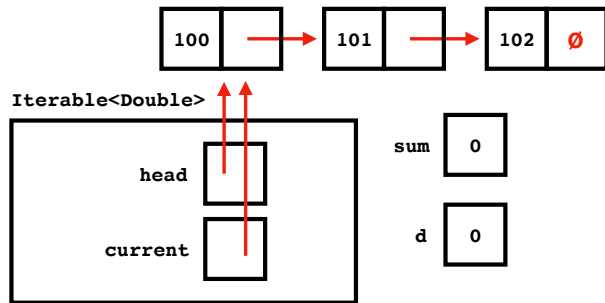 100 101 102 Ø
Iterable<Double>
sum 0
head
current
d 0